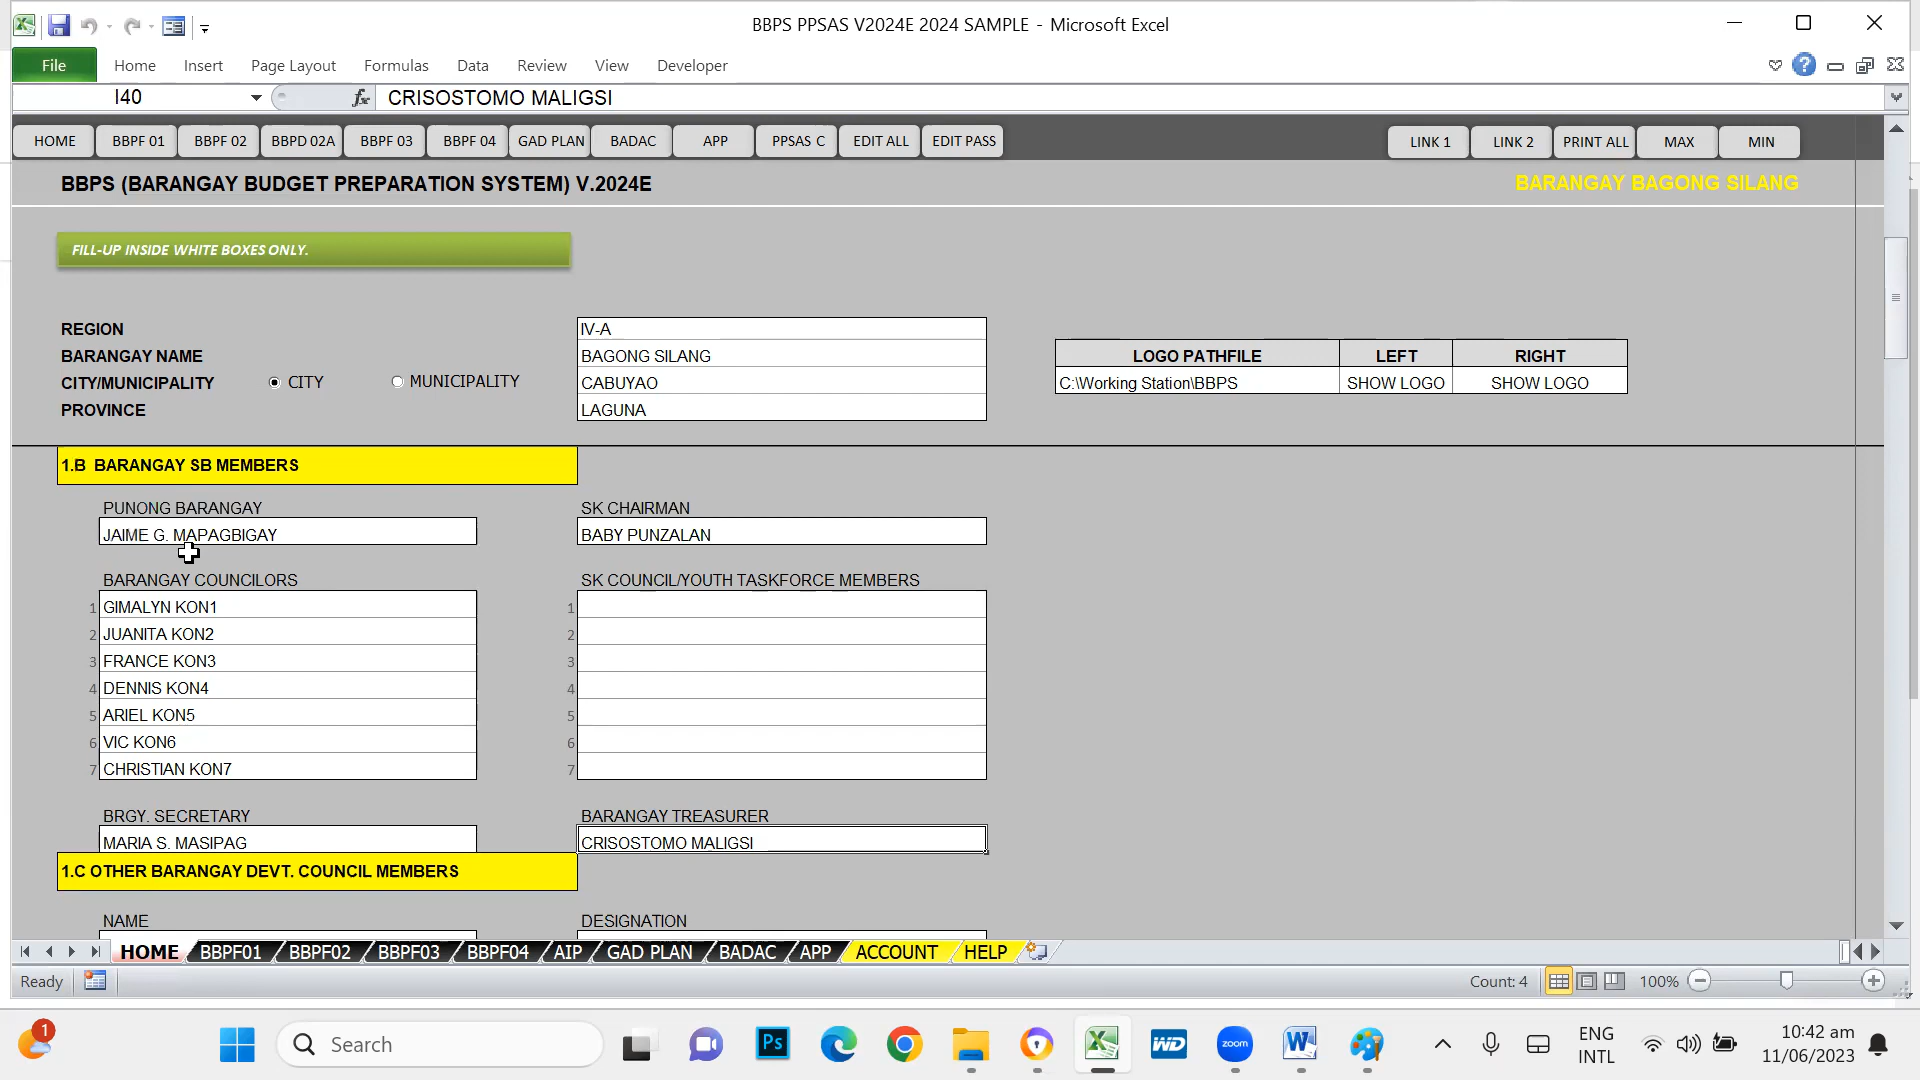 BBPS PPSAS V2024E 2024 SAMPLE - Microsoft Excel
File Home Insert Page Layout Formulas Data Review View Developer
I40 fx CRISOSTOMO MALIGSI
HOME BBPF 01 BBPF 02 BBPD 02A BBPF 03 BBPF 04 GAD PLAN BADAC APP PPSAS C EDIT ALL EDIT PASS LINK 1 LINK 2 PRINT ALL MAX MIN
BBPS (BARANGAY BUDGET PREPARATION SYSTEM) V.2024E BARANGAY BAGONG SILANG
FILL-UP INSIDE WHITE BOXES ONLY.
REGION IV-A
BARANGAY NAME BAGONG SILANG LOGO PATHFILE LEFT RIGHT
CITY/MUNICIPALITY CITY MUNICIPALITY CABUYAO C:\Working Station\BBPS SHOW LOGO SHOW LOGO
PROVINCE LAGUNA
1.B BARANGAY SB MEMBERS
PUNONG BARANGAY SK CHAIRMAN
JAIME G. MAPAGBIGAY BABY PUNZALAN
BARANGAY COUNCILORS SK COUNCIL/YOUTH TASKFORCE MEMBERS
1 GIMALYN KON1 1
2 JUANITA KON2 2
3 FRANCE KON3 3
4 DENNIS KON4 4
5 ARIEL KON5 5
6 VIC KON6 6
7 CHRISTIAN KON7 7
BRGY. SECRETARY BARANGAY TREASURER
MARIA S. MASIPAG CRISOSTOMO MALIGSI
1.C OTHER BARANGAY DEVT. COUNCIL MEMBERS
NAME DESIGNATION
HOME BBPF01 BBPF02 BBPF03 BBPF04 AIP GAD PLAN BADAC APP ACCOUNT HELP
Ready Count: 4 100%
1 Search Ps WD zoom W ENG 10:42 am
INTL 11/06/2023